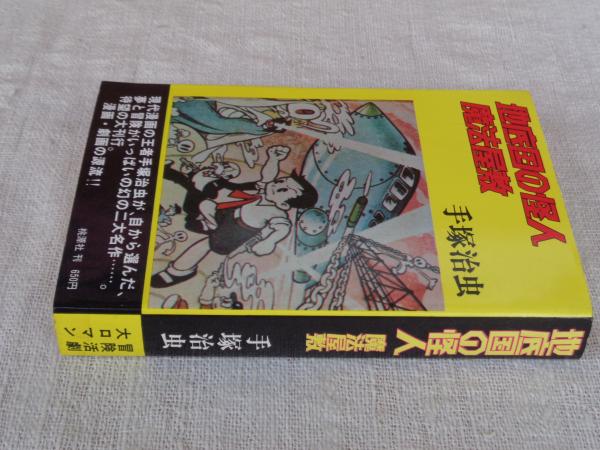 地底国の怪人
魔法屋敷
手塚治虫
現代漫画の王者手塚治虫が、自から選んだ、
夢と冒険がいっぱいの幻の二大名作……。
待望の大刊行。
漫画・劇画の源流!!
桃源社 刊 650円
地底国の怪人
魔法屋敷
手塚治虫
冒険活劇
大ロマン